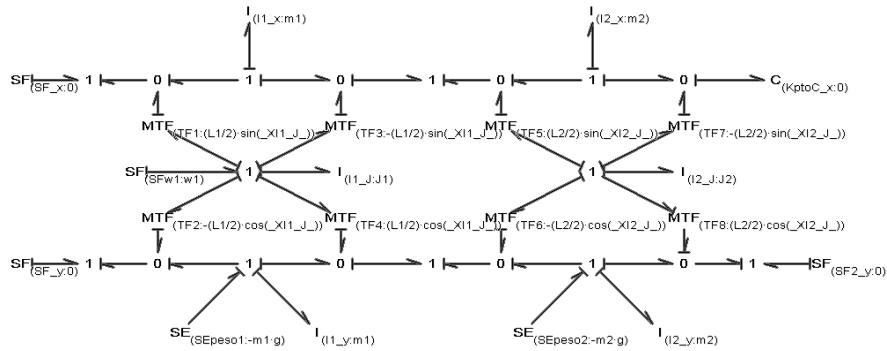 I(I1_x:m1) I(I2_x:m2)
SF(SF_x:0) 1 0 1 0 1 0 1 0 C(KptoC_x:0)
MTF(TF1:(L1/2)·sin(_XI1_J_)) MTF(TF3:-(L1/2)·sin(_XI1_J_)) MTF(TF5:(L2/2)·sin(_XI2_J_)) MTF(TF7:-(L2/2)·sin(_XI2_J_))
SF(SFw1:w1) 1 I(I1_J:J1) 1 I(I2_J:J2)
MTF(TF2:-(L1/2)·cos(_XI1_J_)) MTF(TF4:(L1/2)·cos(_XI1_J_)) MTF(TF6:-(L2/2)·cos(_XI2_J_)) MTF(TF8:(L2/2)·cos(_XI2_J_))
SF(SF_y:0) 1 0 1 0 1 0 1 0 1 SF(SF2_y:0)
SE(SEpeso1:-m1·g) I(I1_y:m1) SE(SEpeso2:-m2·g) I(I2_y:m2)